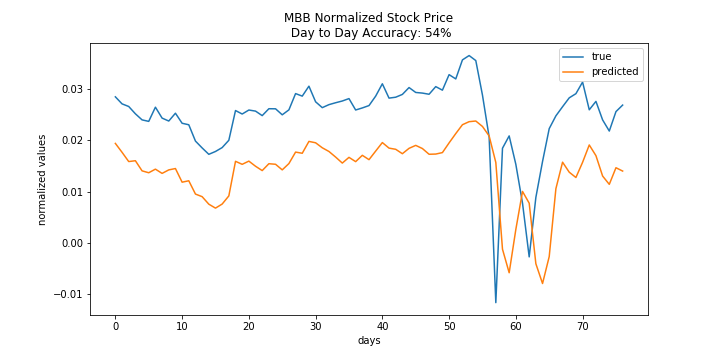 MBB Normalized Stock Price
Day to Day Accuracy: 54%
true
predicted
normalized values
0.03
0.02
0.01
0.00
−0.01
0 10 20 30 40 50 60 70
days